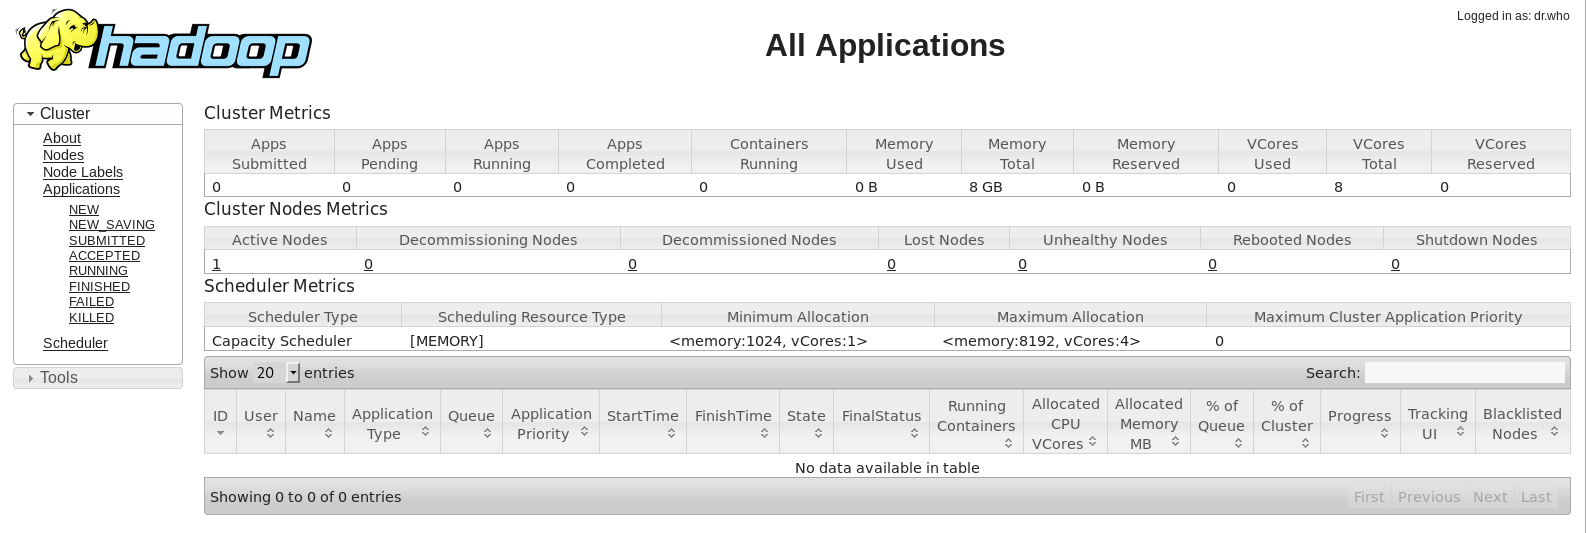 hadoop
Logged in as: dr.who
All Applications
Cluster
About
Nodes
Node Labels
Applications
NEW
NEW_SAVING
SUBMITTED
ACCEPTED
RUNNING
FINISHED
FAILED
KILLED
Scheduler
Tools
Cluster Metrics
Apps Submitted Apps Pending Apps Running Apps Completed Containers Running Memory Used Memory Total Memory Reserved VCores Used VCores Total VCores Reserved
0 0 0 0 0 0 B 8 GB 0 B 0 8 0
Cluster Nodes Metrics
Active Nodes Decommissioning Nodes Decommissioned Nodes Lost Nodes Unhealthy Nodes Rebooted Nodes Shutdown Nodes
1 0 0 0 0 0 0
Scheduler Metrics
Scheduler Type Scheduling Resource Type Minimum Allocation Maximum Allocation Maximum Cluster Application Priority
Capacity Scheduler [MEMORY] <memory:1024, vCores:1> <memory:8192, vCores:4> 0
Show 20 entries Search:
ID User Name Application Type Queue Application Priority StartTime FinishTime State FinalStatus Running Containers Allocated CPU VCores Allocated Memory MB % of Queue % of Cluster Progress Tracking UI Blacklisted Nodes
No data available in table
Showing 0 to 0 of 0 entries First Previous Next Last